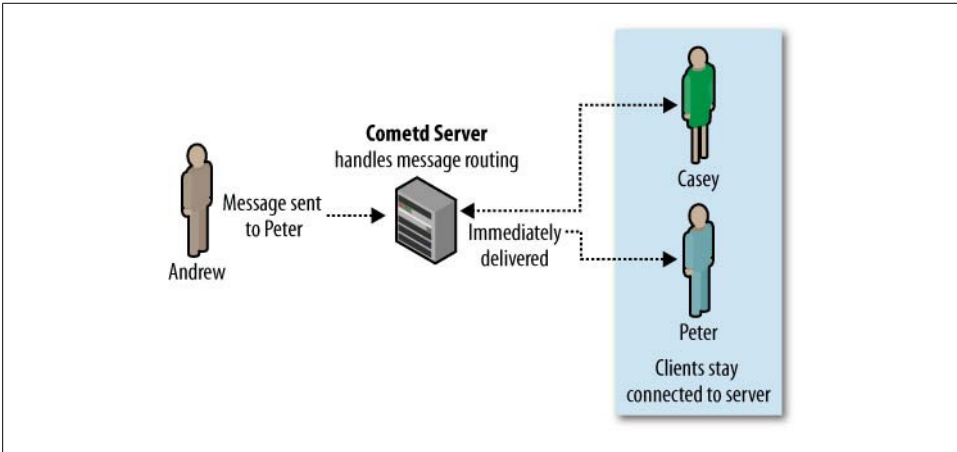 Cometd Server
handles message routing
Message sent
to Peter
Andrew
Immediately
delivered
Casey
Peter
Clients stay
connected to server